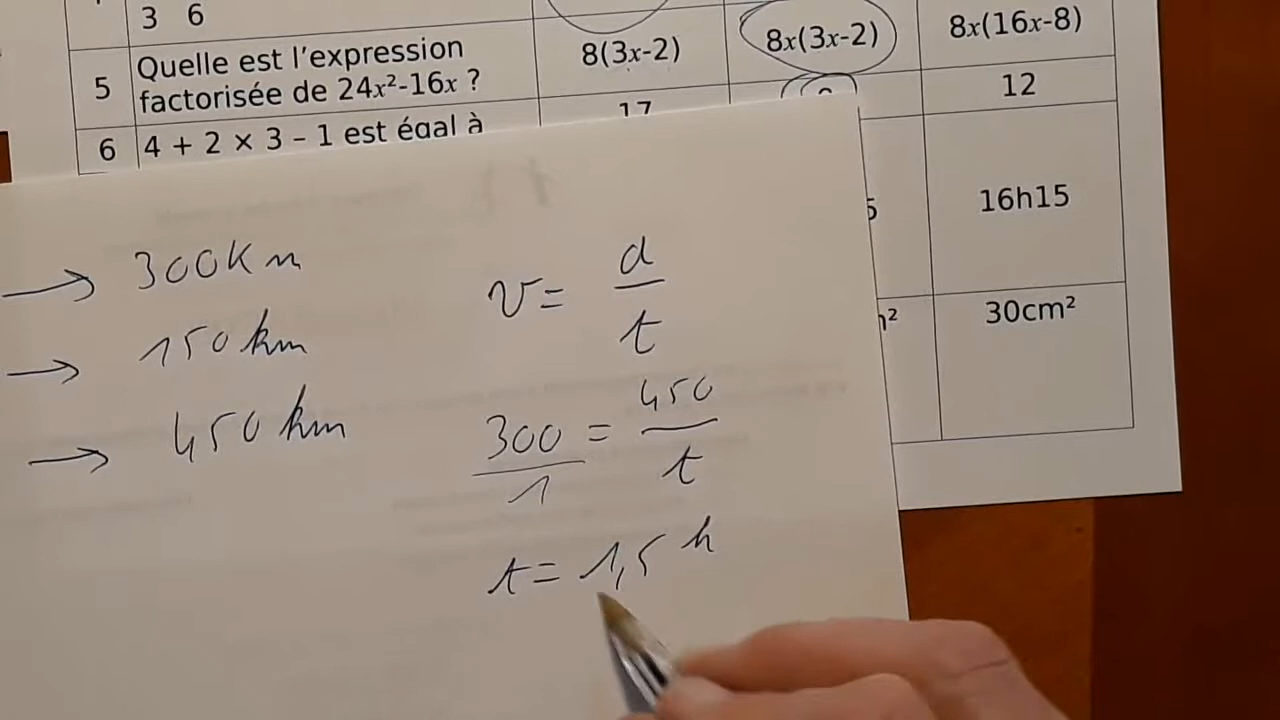 3 6
5 Quelle est l'expression factorisée de 24x²-16x ? 8(3x-2) 8x(3x-2) 8x(16x-8)
6 4 + 2 × 3 – 1 est égal à 17 12
16h15
30cm²
→ 300km
→ 150km
→ 450km
v = d/t
300/1 = 450/t
t = 1,5 h